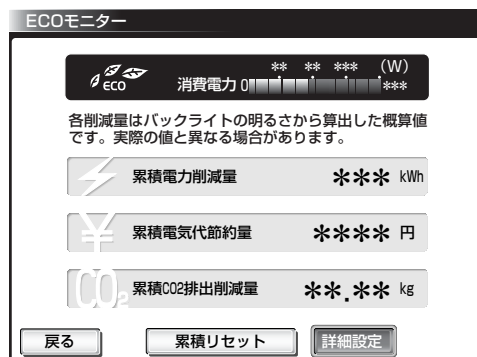 ECOモニター
** ** *** (W)
ECO 消費電力 0 ***
各削減量はバックライトの明るさから算出した概算値
です。実際の値と異なる場合があります。
累積電力削減量 *** kWh
¥ 累積電気代節約量 **** 円
CO2 累積CO2排出削減量 **.** kg
戻る 累積リセット 詳細設定